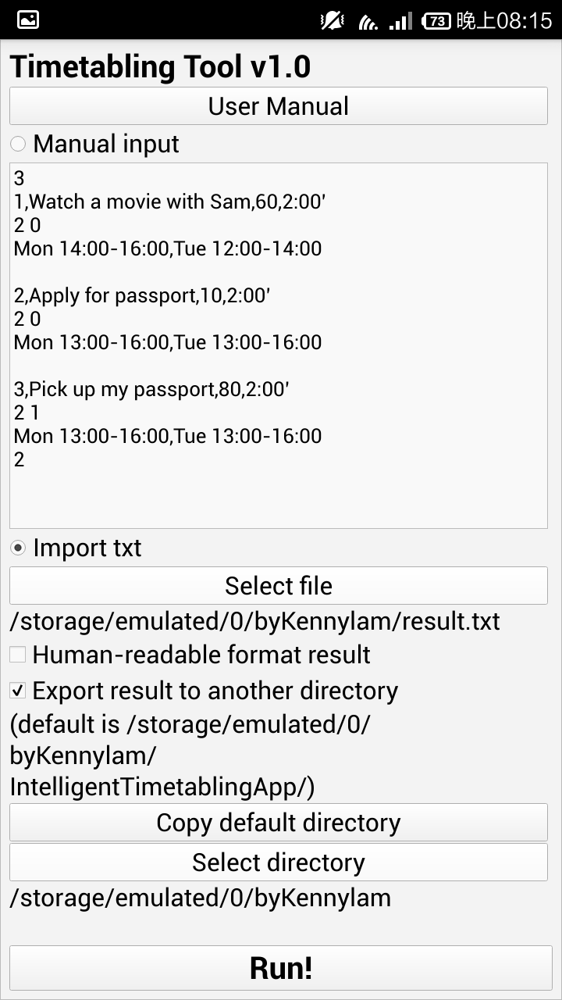 73 晚上08:15
Timetabling Tool v1.0
User Manual
Manual input
3
1,Watch a movie with Sam,60,2:00'
2 0
Mon 14:00-16:00,Tue 12:00-14:00
2,Apply for passport,10,2:00'
2 0
Mon 13:00-16:00,Tue 13:00-16:00
3,Pick up my passport,80,2:00'
2 1
Mon 13:00-16:00,Tue 13:00-16:00
2
Import txt
Select file
/storage/emulated/0/byKennylam/result.txt
Human-readable format result
Export result to another directory
(default is /storage/emulated/0/
byKennylam/
IntelligentTimetablingApp/)
Copy default directory
Select directory
/storage/emulated/0/byKennylam
Run!